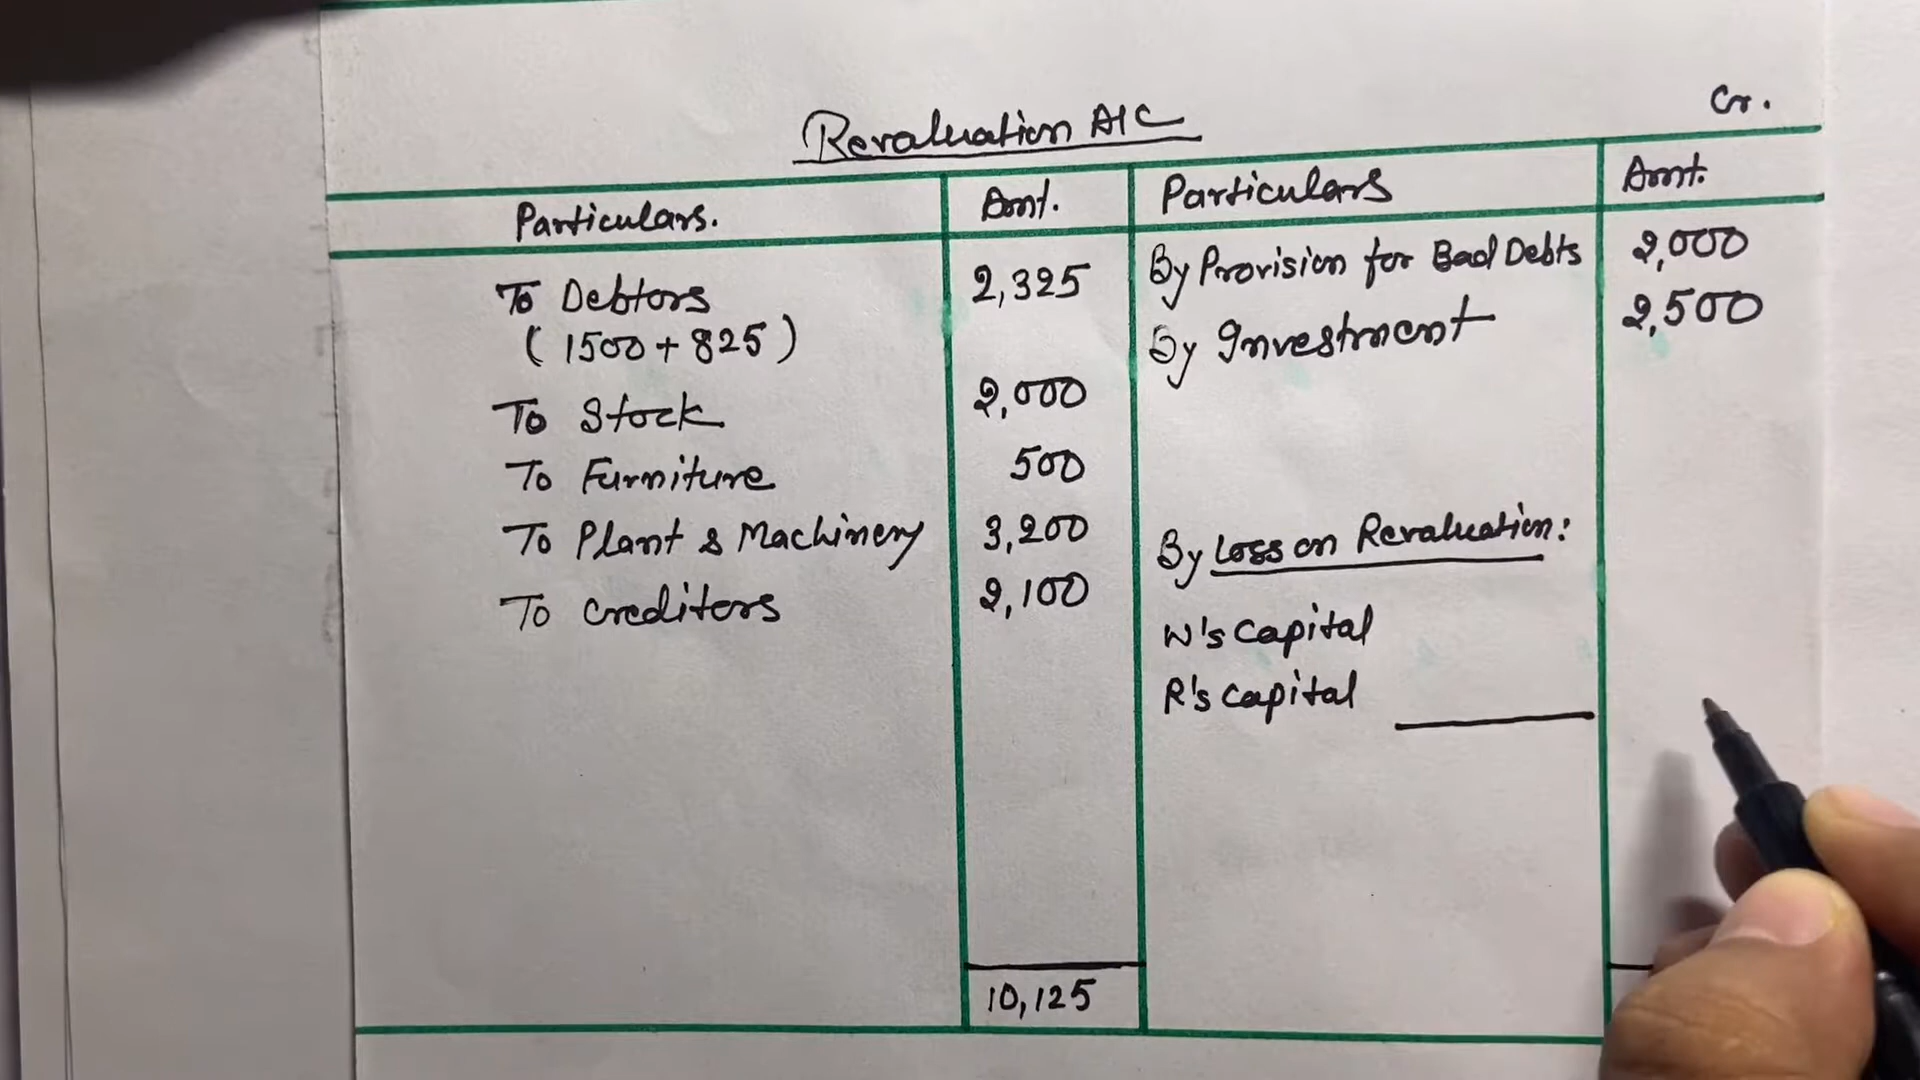 Cr.
Revaluation A/C
Particulars. Amt. Particulars Amt.
To Debtors 2,325 By Provision for Bad Debts 2,000
(1500 + 825) By Investment 2,500
To Stock 2,000
To Furniture 500
To Plant & Machinery 3,200 By Loss on Revaluation:
To Creditors 2,100 W's Capital
R's Capital
10,125